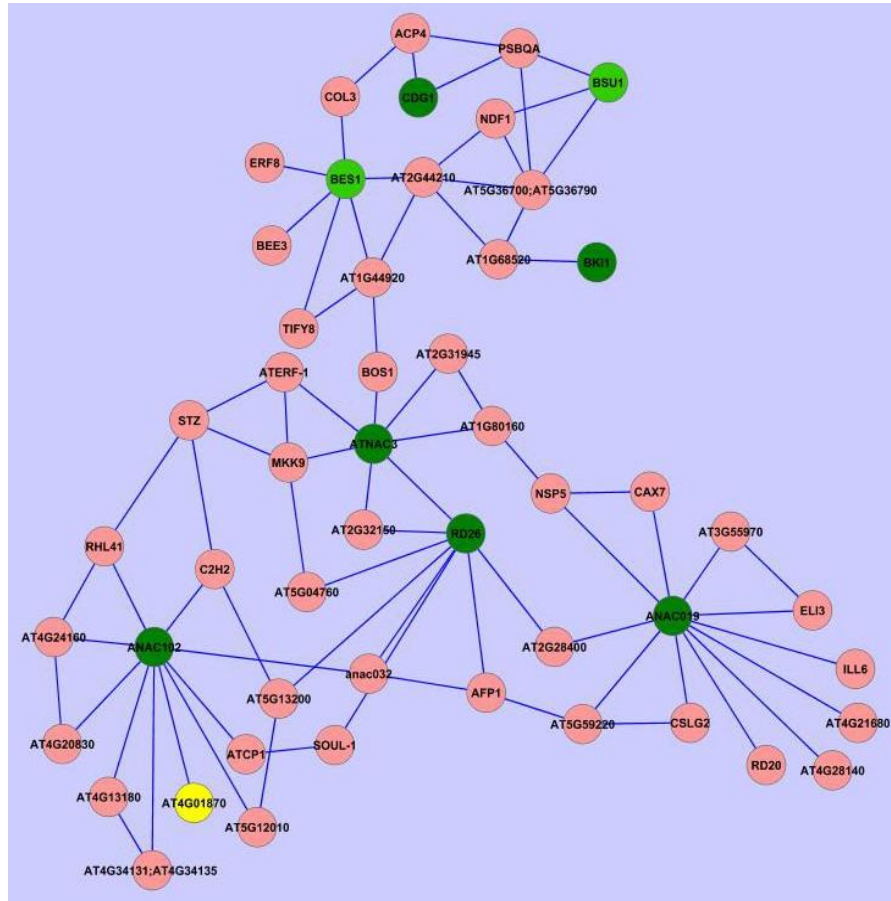 ACP4
PSBQA
BSU1
COL3
CDG1
NDF1
ERF8
BES1
AT2G44210
AT5G36700;AT5G36790
BEE3
AT1G68520
BKI1
AT1G44920
TIFY8
AT2G31945
ATERF-1
BOS1
STZ
AT1G80160
ATNAC3
MKK9
NSP5
CAX7
AT2G32150
RD26
AT3G55970
RHL41
C2H2
AT5G04760
ELI3
ANAC019
AT4G24160
ANAC102
AT2G28400
ILL6
anac032
AT5G13200
AFP1
AT5G59220
CSLG2
AT4G21680
AT4G20830
ATCP1
SOUL-1
RD20
AT4G28140
AT4G13180
AT4G01870
AT5G12010
AT4G34131;AT4G34135